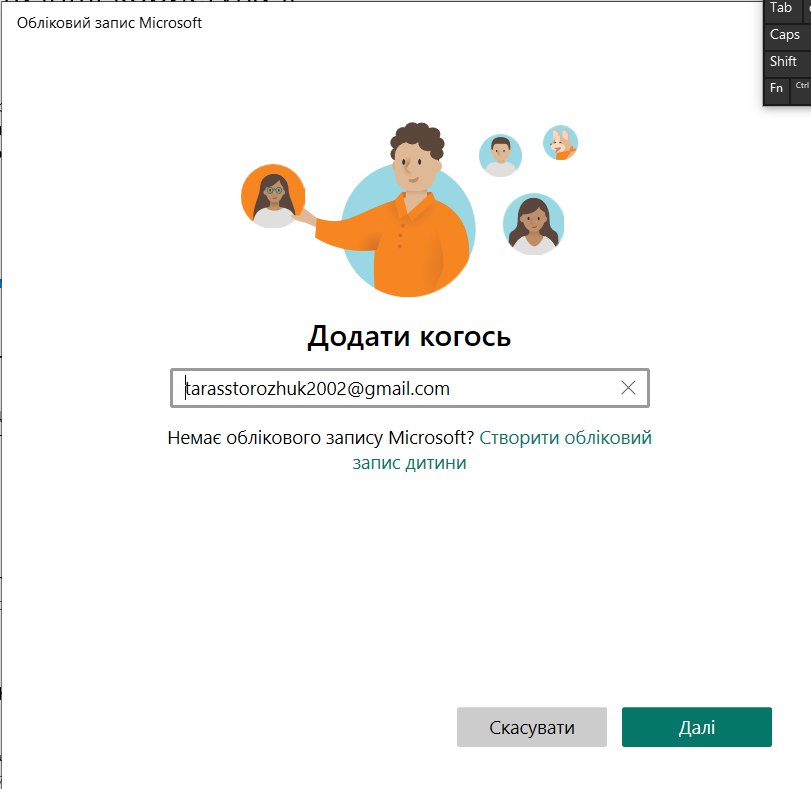 Обліковий запис Microsoft
Tab
Caps
Shift
Fn
Ctrl
Додати когось
tarasstorozhuk2002@gmail.com
Немає облікового запису Microsoft? Створити обліковий
запис дитини
Скасувати
Далі